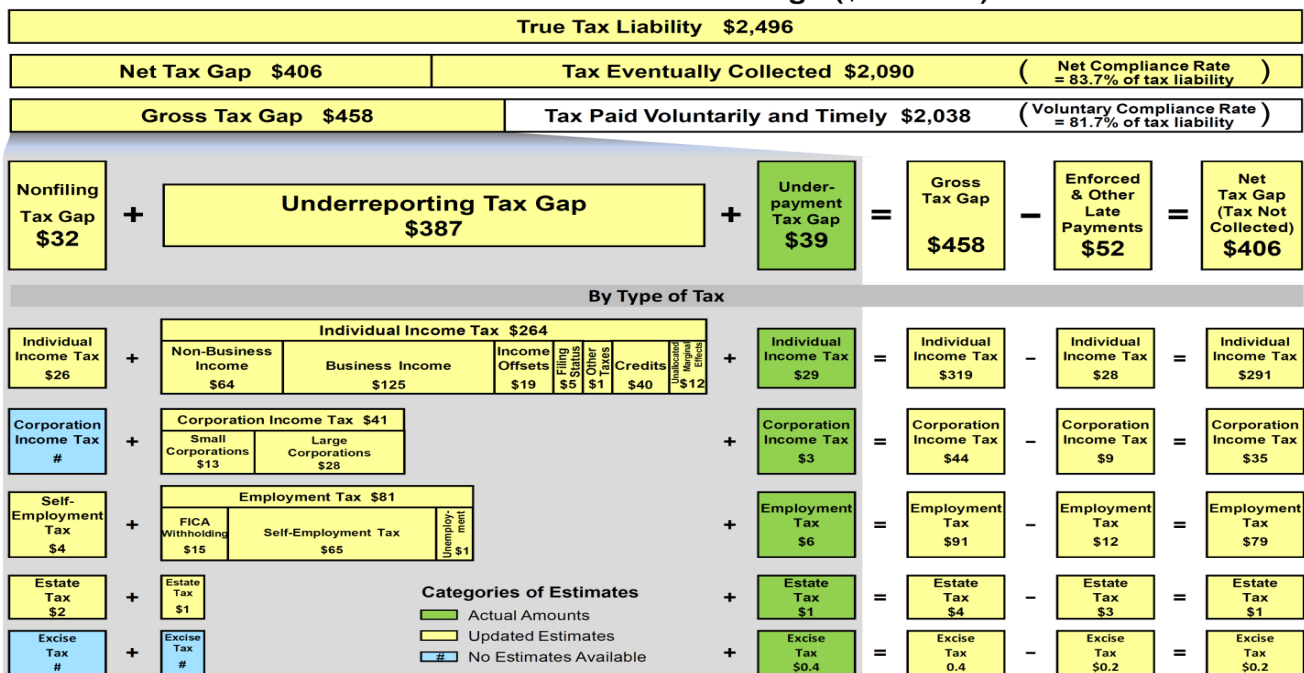 True Tax Liability $2,496
Net Tax Gap $406
Tax Eventually Collected $2,090
( Net Compliance Rate
= 83.7% of tax liability )
Gross Tax Gap $458
Tax Paid Voluntarily and Timely $2,038
( Voluntary Compliance Rate
= 81.7% of tax liability )
Nonfiling
Tax Gap
$32
+
Underreporting Tax Gap
$387
+
Under-
payment
Tax Gap
$39
=
Gross
Tax Gap
$458
–
Enforced
& Other
Late
Payments
$52
=
Net
Tax Gap
(Tax Not
Collected)
$406
By Type of Tax
Individual
Income Tax
$26
+
Individual Income Tax $264
Non-Business
Income
$64
Business Income
$125
Income
Offsets
$19
Filing
Status
$5
Other
Taxes
$1
Credits
$40
Unallocated
Marginal
Effects
$12
+
Individual
Income Tax
$29
=
Individual
Income Tax
$319
–
Individual
Income Tax
$28
=
Individual
Income Tax
$291
Corporation
Income Tax
#
+
Corporation Income Tax $41
Small
Corporations
$13
Large
Corporations
$28
+
Corporation
Income Tax
$3
=
Corporation
Income Tax
$44
–
Corporation
Income Tax
$9
=
Corporation
Income Tax
$35
Self-
Employment
Tax
$4
+
Employment Tax $81
FICA
Withholding
$15
Self-Employment Tax
$65
Unemploy-
ment
$1
+
Employment
Tax
$6
=
Employment
Tax
$91
–
Employment
Tax
$12
=
Employment
Tax
$79
Estate
Tax
$2
+
Estate
Tax
$1
+
Estate
Tax
$1
=
Estate
Tax
$4
–
Estate
Tax
$3
=
Estate
Tax
$1
Excise
Tax
#
+
Excise
Tax
#
+
Excise
Tax
$0.4
=
Excise
Tax
0.4
–
Excise
Tax
$0.2
=
Excise
Tax
$0.2
Categories of Estimates
Actual Amounts
Updated Estimates
# No Estimates Available